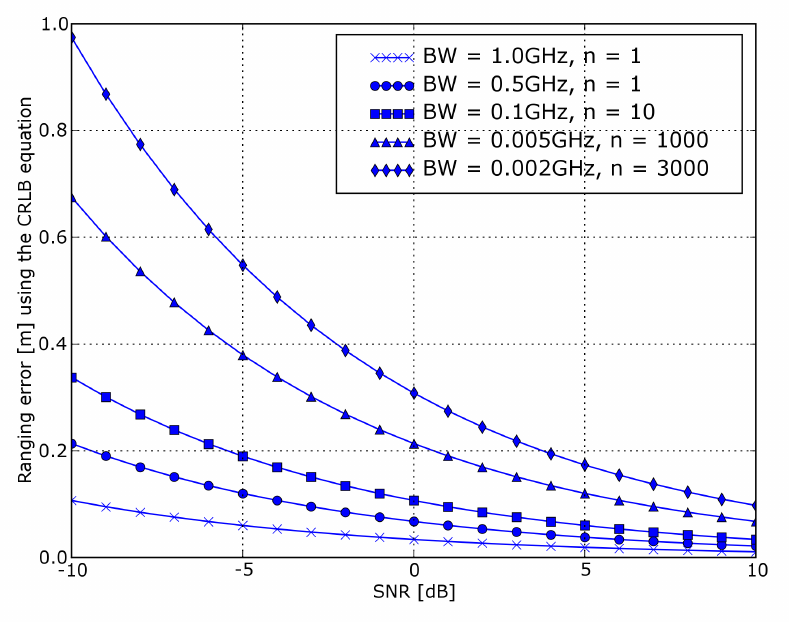 1.0
0.8
0.6
0.4
0.2
0.0
Ranging error [m] using the CRLB equation
BW = 1.0GHz, n = 1
BW = 0.5GHz, n = 1
BW = 0.1GHz, n = 10
BW = 0.005GHz, n = 1000
BW = 0.002GHz, n = 3000
-10 -5 0 5 10
SNR [dB]